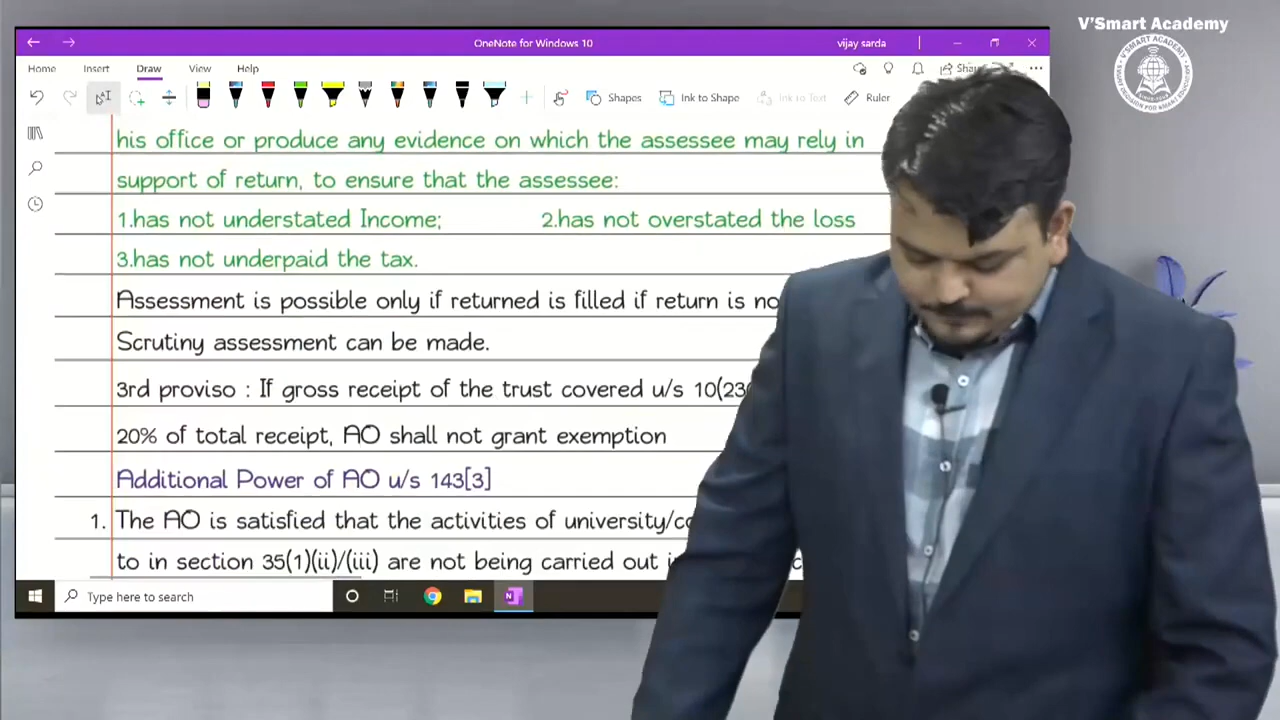 V'Smart Academy
OneNote for Windows 10
vijay sarda
Home Insert Draw View Help
Shapes Ink to Shape Ink to Text Ruler
his office or produce any evidence on which the assessee may rely in
support of return, to ensure that the assessee:
1.has not understated Income; 2.has not overstated the loss
3.has not underpaid the tax.
Assessment is possible only if returned is filled if return is
Scrutiny assessment can be made.
3rd proviso : If gross receipt of the trust covered u/s
20% of total receipt, AO shall not grant exemption
Additional Power of AO u/s 143[3]
1. The AO is satisfied that the activities of
to in section 35(1)(ii)/(iii) are not being carried out
Type here to search